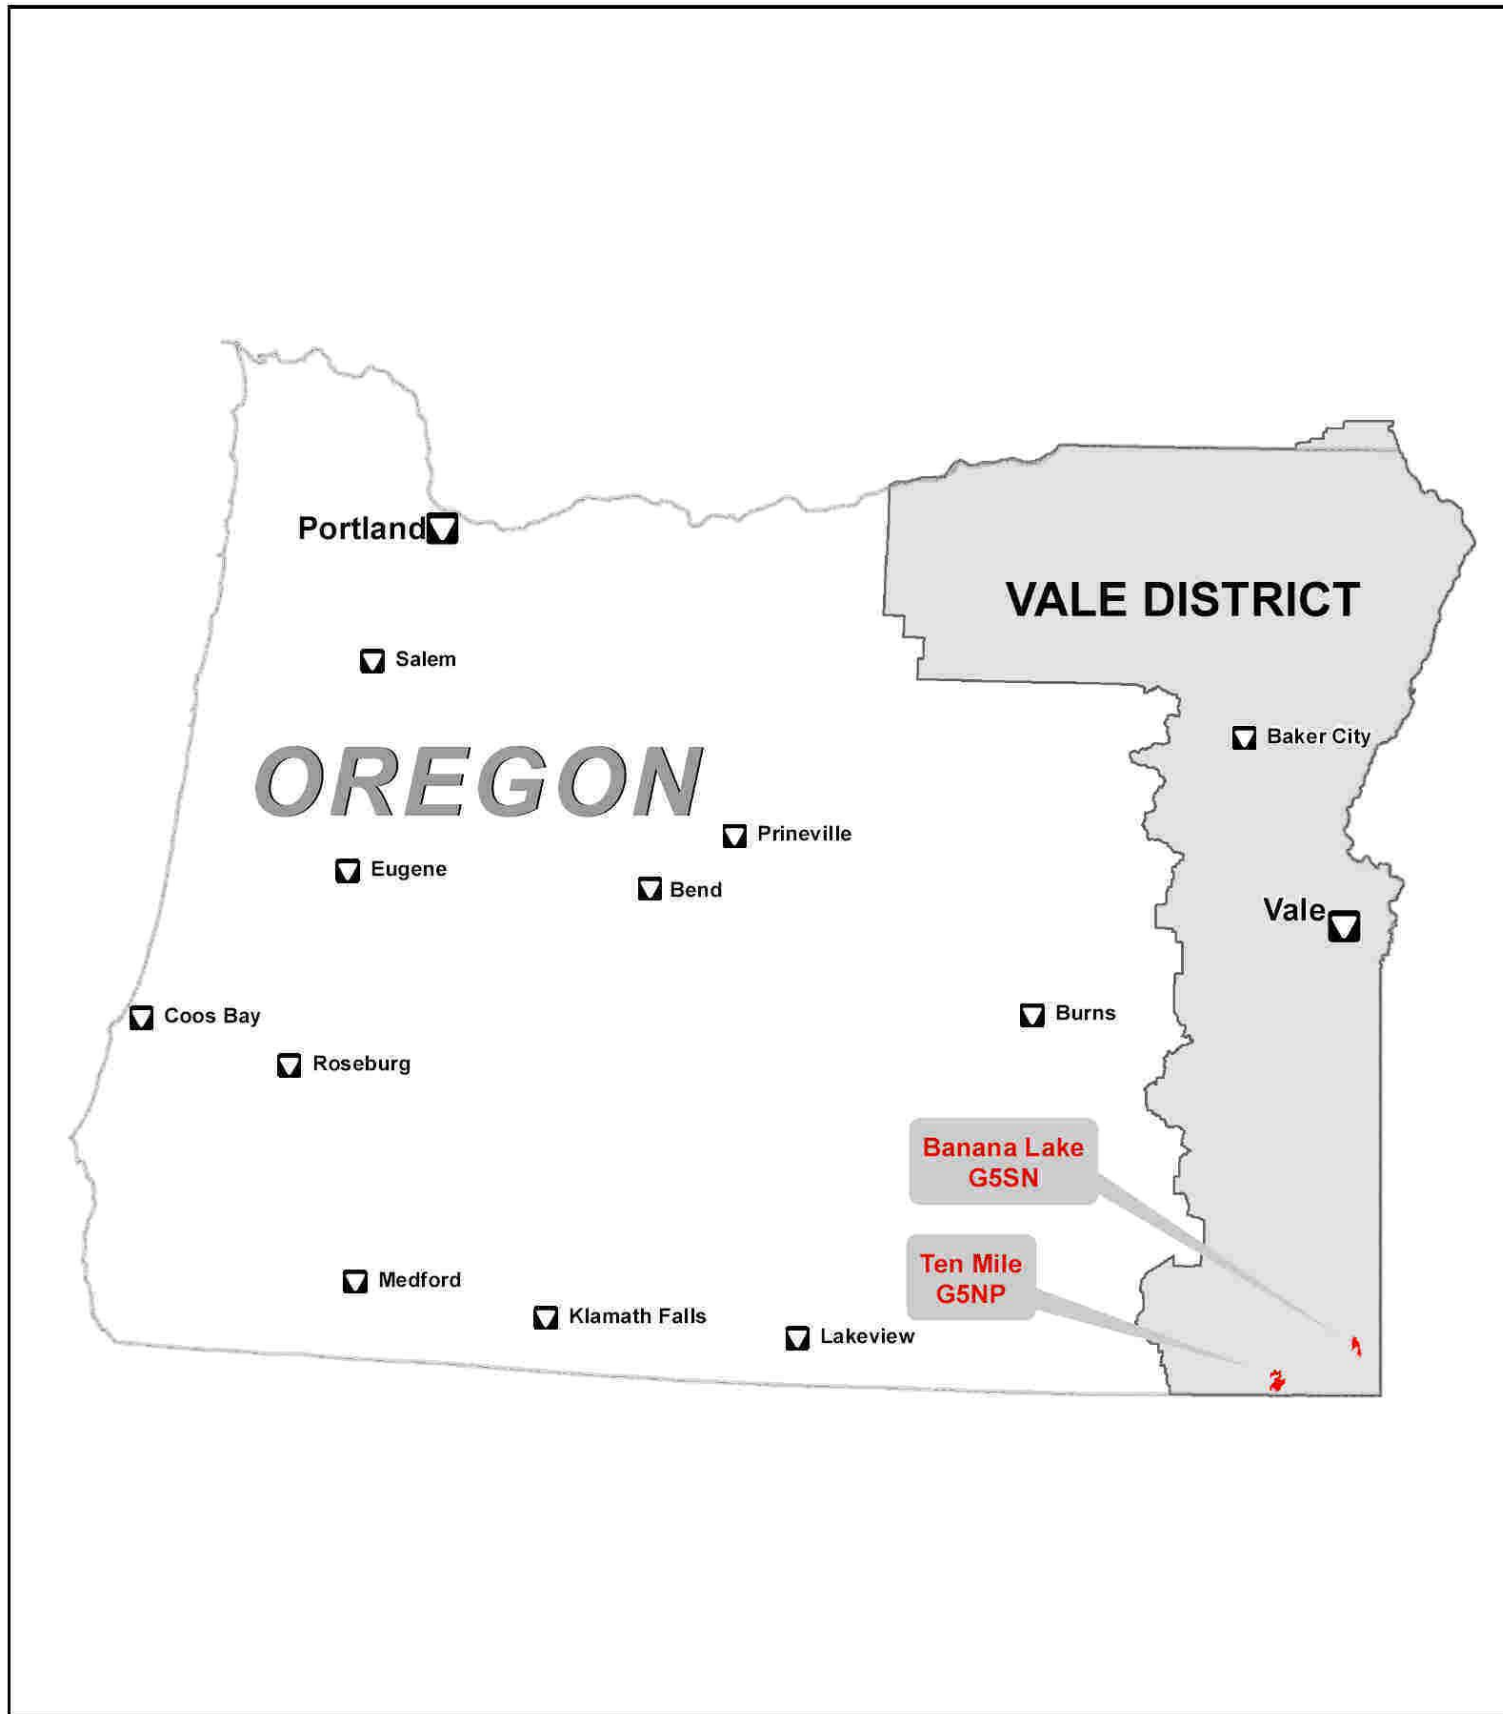 Portland
VALE DISTRICT
Salem
Baker City
OREGON
Prineville
Eugene
Bend
Vale
Coos Bay
Burns
Roseburg
Banana Lake
G5SN
Ten Mile
G5NP
Medford
Klamath Falls
Lakeview